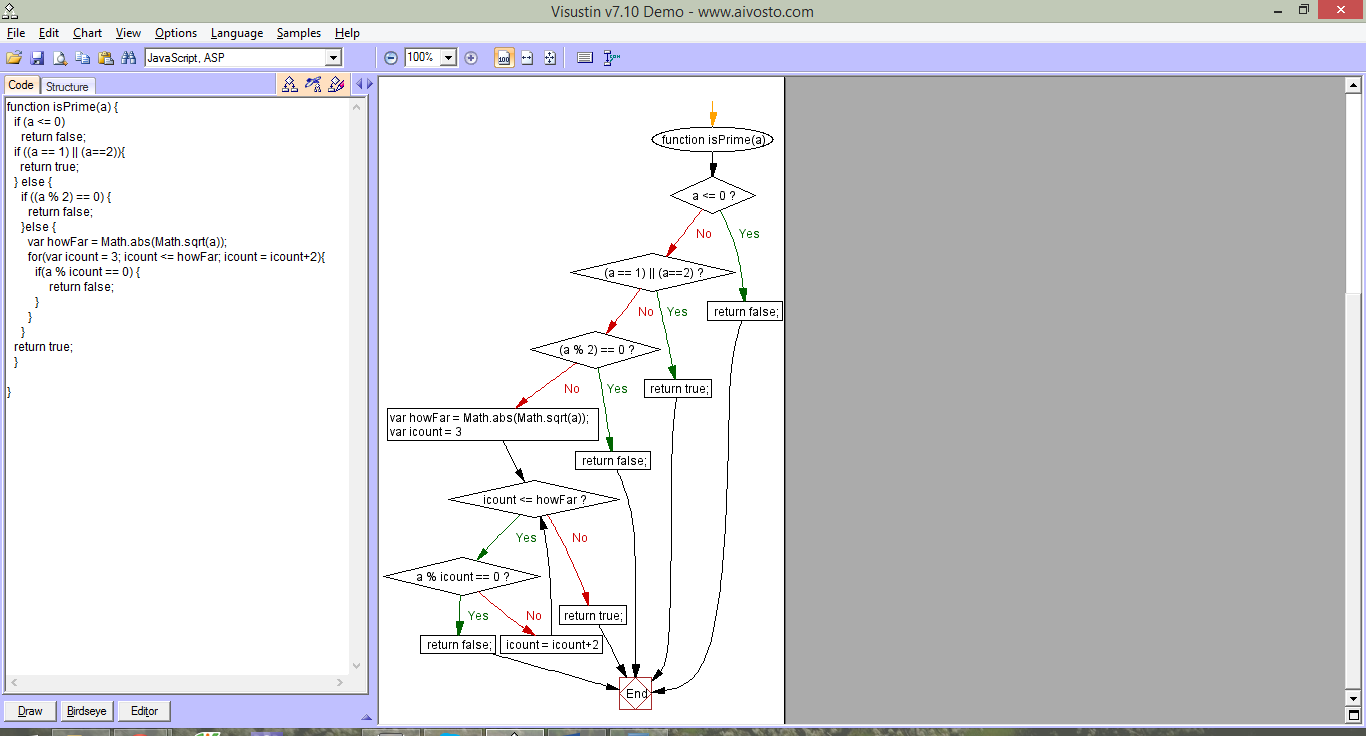 Visustin v7.10 Demo - www.aivosto.com
File Edit Chart View Options Language Samples Help
JavaScript, ASP
100%
100
Code
Structure
function isPrime(a) {
if (a <= 0)
return false;
if ((a == 1) || (a==2)){
return true;
} else {
if ((a % 2) == 0) {
return false;
}else {
var howFar = Math.abs(Math.sqrt(a));
for(var icount = 3; icount <= howFar; icount = icount+2){
if(a % icount == 0) {
return false;
}
}
}
return true;
}
}
Draw
Birdseye
Editor
function isPrime(a)
a <= 0 ?
No
Yes
(a == 1) || (a==2) ?
return false;
No
Yes
(a % 2) == 0 ?
return true;
No
Yes
var howFar = Math.abs(Math.sqrt(a));
var icount = 3
return false;
icount <= howFar ?
Yes
No
a % icount == 0 ?
Yes
No
return true;
return false;
icount = icount+2
End